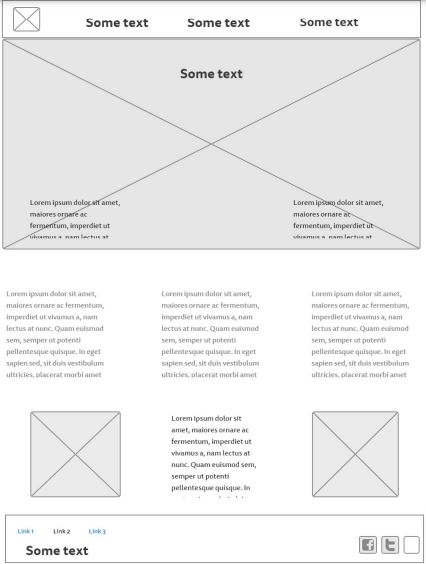 Some text Some text Some text
Some text
Lorem ipsum dolor sit amet,
maiores ornare ac
fermentum, imperdiet ut
vivamus a, nam lectus at
Lorem ipsum dolor sit amet,
maiores ornare ac
fermentum, imperdiet ut
vivamus a, nam lectus at
Lorem ipsum dolor sit amet,
maiores ornare ac fermentum,
imperdiet ut vivamus a, nam
lectus at nunc. Quam euismod
sem, semper ut potenti
pellentesque quisque. In eget
sapien sed, sit duis vestibulum
ultricies, placerat morbi amet
Lorem ipsum dolor sit amet,
maiores ornare ac fermentum,
imperdiet ut vivamus a, nam
lectus at nunc. Quam euismod
sem, semper ut potenti
pellentesque quisque. In eget
sapien sed, sit duis vestibulum
ultricies, placerat morbi amet
Lorem ipsum dolor sit amet,
maiores ornare ac fermentum,
imperdiet ut vivamus a, nam
lectus at nunc. Quam euismod
sem, semper ut potenti
pellentesque quisque. In eget
sapien sed, sit duis vestibulum
ultricies, placerat morbi amet
Lorem ipsum dolor sit
amet, maiores ornare ac
fermentum, imperdiet ut
vivamus a, nam lectus at
nunc. Quam euismod sem,
semper ut potenti
pellentesque quisque. In
Link 1 Link 2 Link 3
Some text